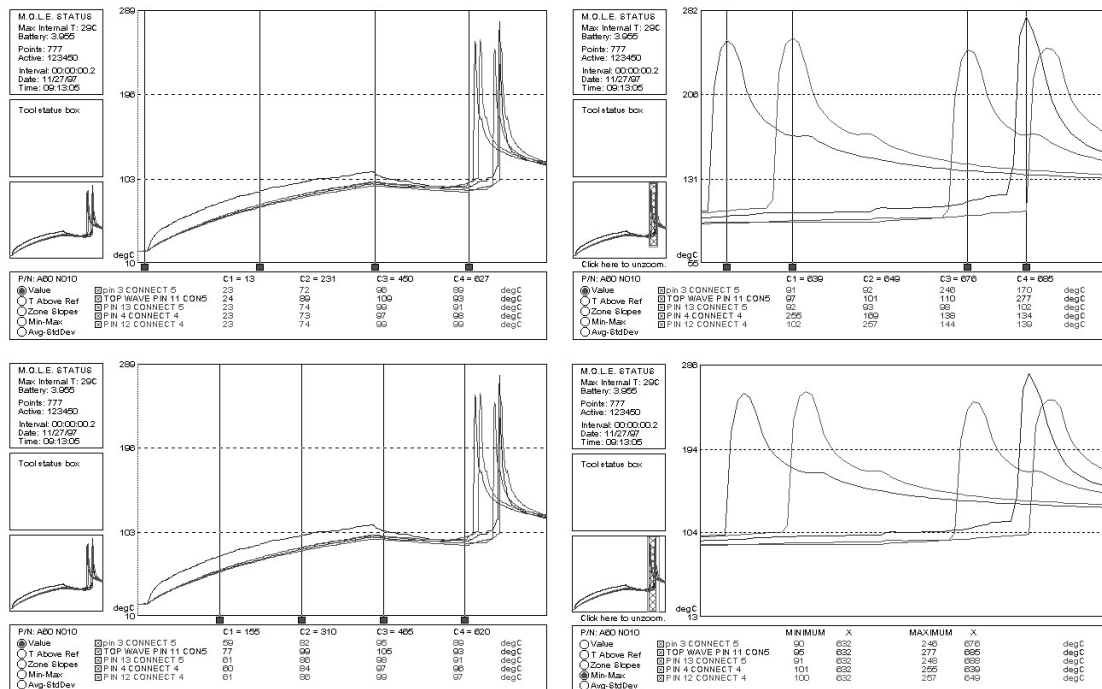 M.O.L.E. STATUS
Max Internal T: 29C
Battery: 3.955
Points: 777
Active: 123450
Interval: 00:00:00.2
Date: 11/27/97
Time: 09:13:05
Tool status box
289
196
103
degC
10
P/N: A60 N010 C1 = 13 C2 = 231 C3 = 450 C4 = 627
Value pin 3 CONNECT 5 23 72 96 89 degC
T Above Ref TOP WAVE PIN 11 CON5 24 89 109 93 degC
Zone Slopes PIN 13 CONNECT 5 23 74 99 91 degC
Min-Max PIN 4 CONNECT 4 23 73 97 98 degC
Avg-StdDev PIN 12 CONNECT 4 23 74 99 99 degC
M.O.L.E. STATUS
Max Internal T: 29C
Battery: 3.955
Points: 777
Active: 123450
Interval: 00:00:00.2
Date: 11/27/97
Time: 09:13:05
Tool status box
282
206
131
degC
55
Click here to unzoom.
P/N: A60 N010 C1 = 639 C2 = 649 C3 = 676 C4 = 685
Value pin 3 CONNECT 5 91 92 246 170 degC
T Above Ref TOP WAVE PIN 11 CON5 97 101 110 277 degC
Zone Slopes PIN 13 CONNECT 5 92 93 98 102 degC
Min-Max PIN 4 CONNECT 4 255 169 138 134 degC
Avg-StdDev PIN 12 CONNECT 4 102 257 144 139 degC
M.O.L.E. STATUS
Max Internal T: 29C
Battery: 3.955
Points: 777
Active: 123450
Interval: 00:00:00.2
Date: 11/27/97
Time: 09:13:05
Tool status box
289
196
103
degC
10
P/N: A60 N010 C1 = 155 C2 = 310 C3 = 465 C4 = 620
Value pin 3 CONNECT 5 59 82 95 89 degC
T Above Ref TOP WAVE PIN 11 CON5 77 99 105 93 degC
Zone Slopes PIN 13 CONNECT 5 61 86 98 91 degC
Min-Max PIN 4 CONNECT 4 60 84 97 96 degC
Avg-StdDev PIN 12 CONNECT 4 61 86 99 97 degC
M.O.L.E. STATUS
Max Internal T: 29C
Battery: 3.955
Points: 777
Active: 123450
Interval: 00:00:00.2
Date: 11/27/97
Time: 09:13:05
Tool status box
194
104
degC
13
Click here to unzoom.
P/N: A60 N010 MINIMUM X MAXIMUM X
Value pin 3 CONNECT 5 90 632 246 676 degC
T Above Ref TOP WAVE PIN 11 CON5 95 632 277 685 degC
Zone Slopes PIN 13 CONNECT 5 91 632 248 688 degC
Min-Max PIN 4 CONNECT 4 101 632 255 639 degC
Avg-StdDev PIN 12 CONNECT 4 100 632 257 649 degC